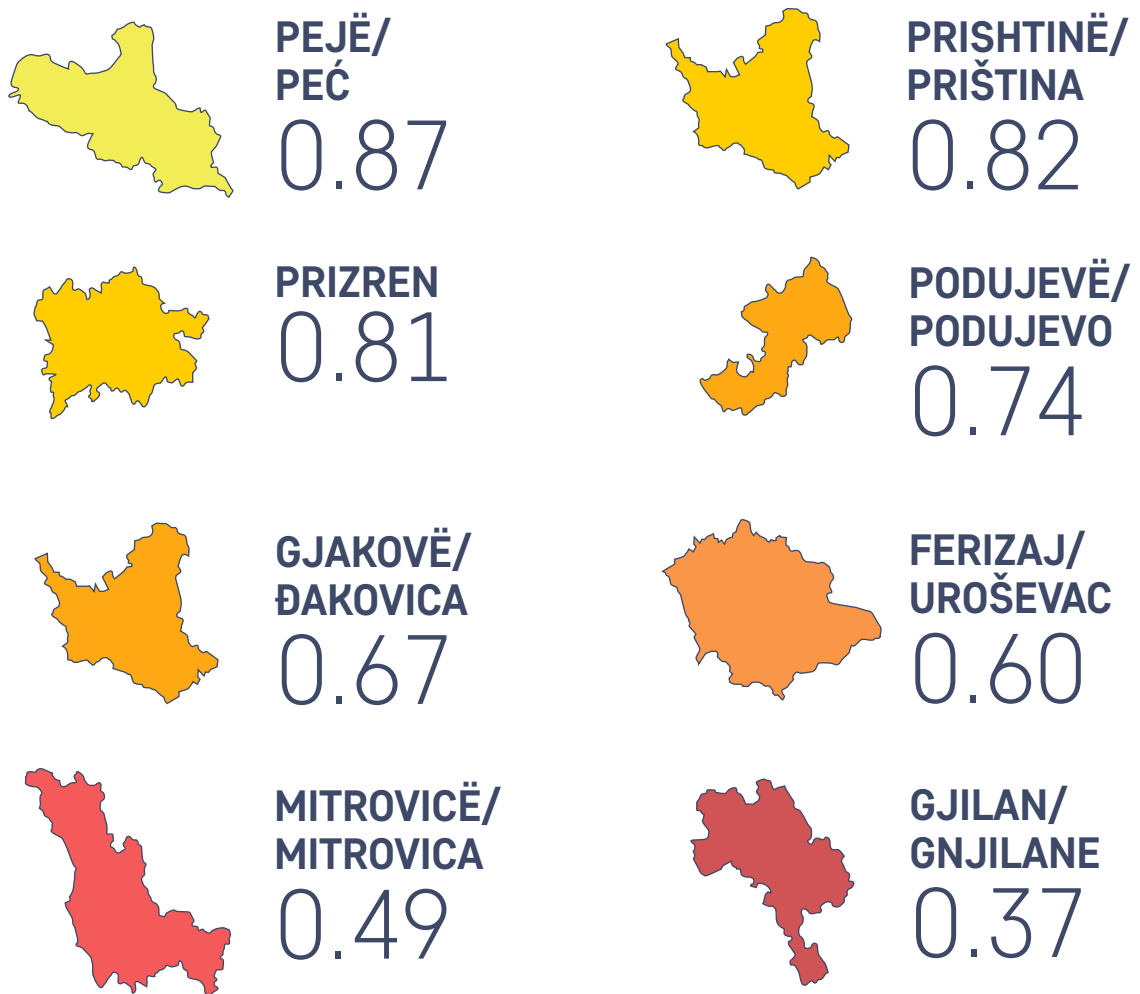 PEJË/
PEĆ
0.87
PRISHTINË/
PRIŠTINA
0.82
PRIZREN
0.81
PODUJEVË/
PODUJEVO
0.74
GJAKOVË/
ĐAKOVICA
0.67
FERIZAJ/
UROŠEVAC
0.60
MITROVICË/
MITROVICA
0.49
GJILAN/
GNJILANE
0.37